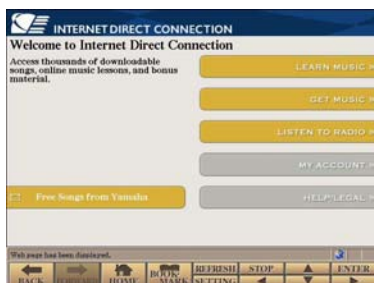 INTERNET DIRECT CONNECTION
Welcome to Internet Direct Connection
Access thousands of downloadable
songs, online music lessons, and bonus
material.
LEARN MUSIC »
GET MUSIC »
LISTEN TO RADIO »
MY ACCOUNT »
Free Songs from Yamaha
HELP/LEGAL »
Web page has been displayed.
BACK FORWARD HOME BOOK MARK REFRESH STOP ENTER
SETTING